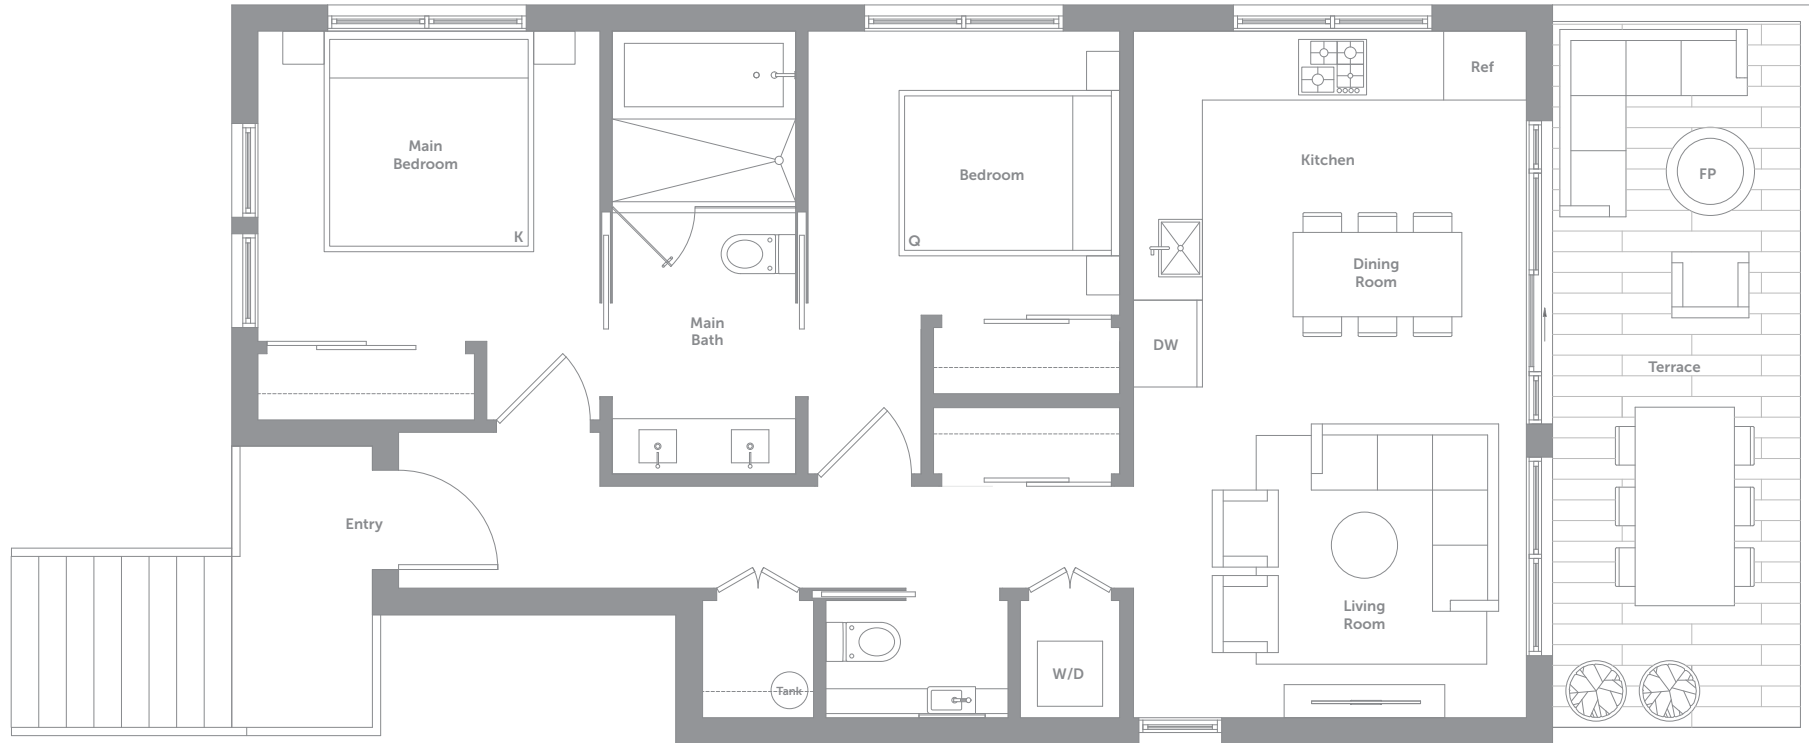 Ref
Main
Bedroom
Kitchen
Bedroom
FP
K
Q
Dining
Room
Main
Bath
DW
Terrace
Entry
Living
Room
W/D
Tank